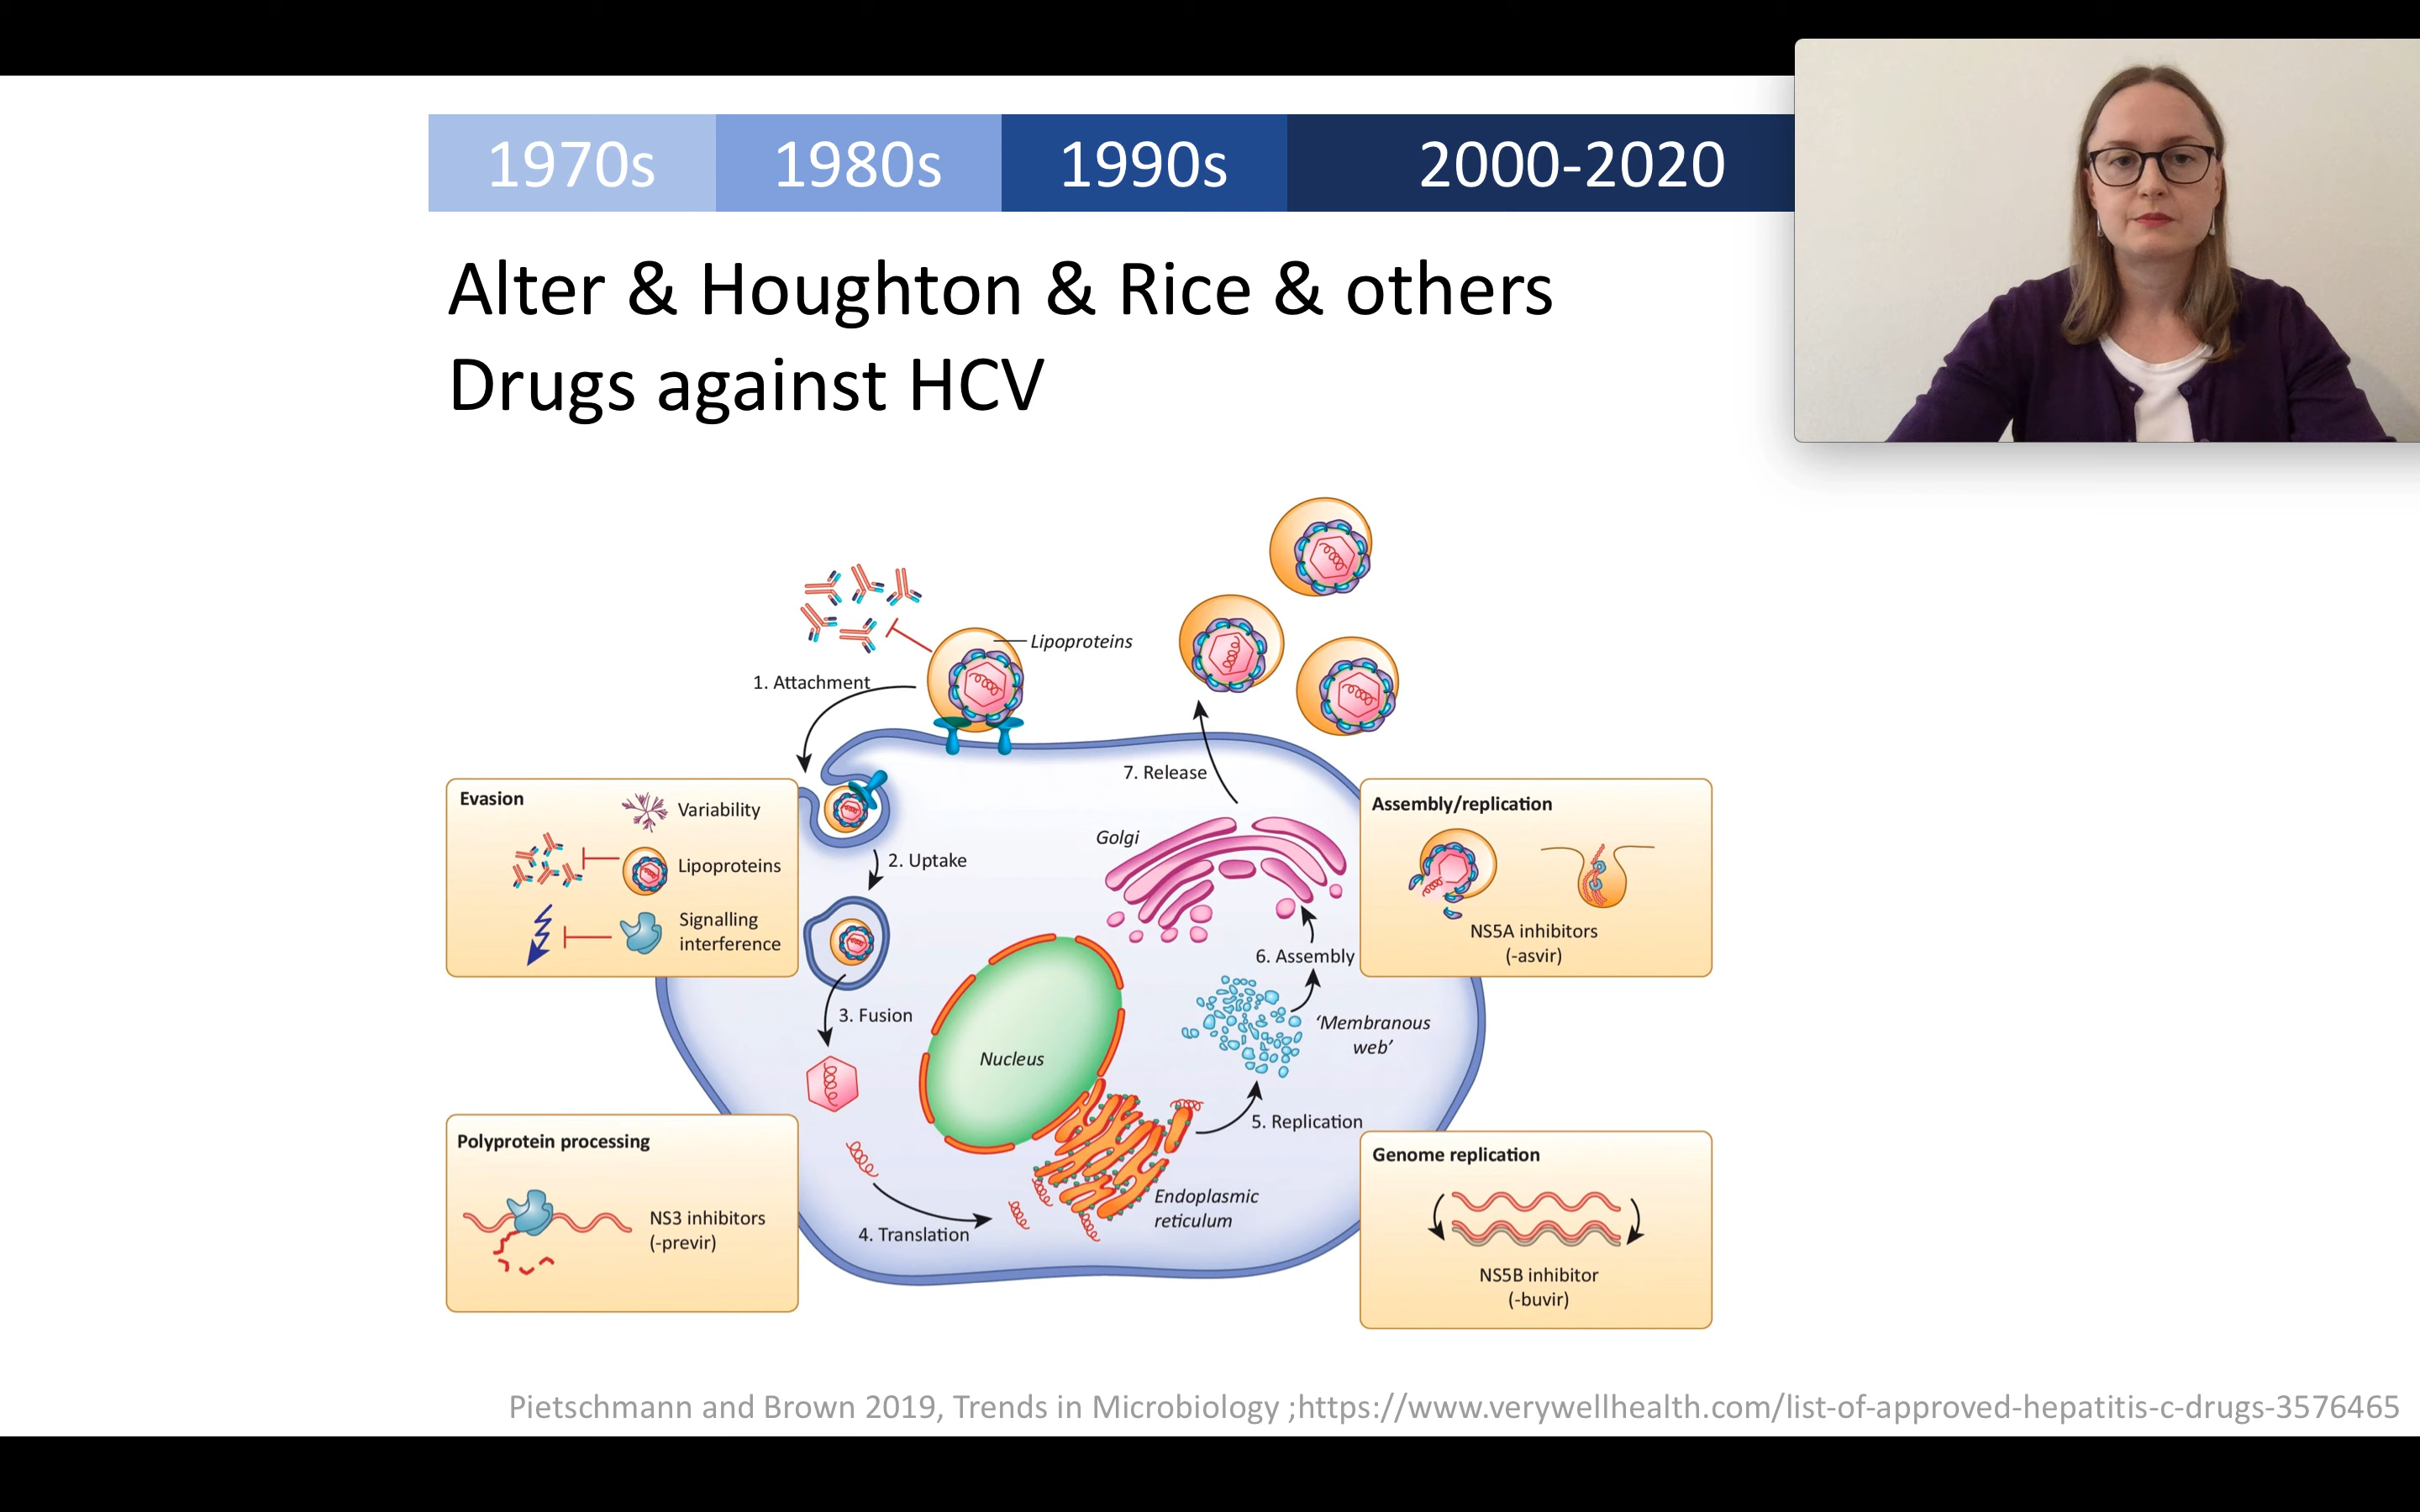 1970s
1980s
1990s
2000-2020
Alter & Houghton & Rice & others
Drugs against HCV
Lipoproteins
1. Attachment
7. Release
Evasion
Variability
Lipoproteins
Signalling
interference
2. Uptake
Golgi
Assembly/replication
NS5A inhibitors
(-asvir)
6. Assembly
3. Fusion
Nucleus
‘Membranous
web’
5. Replication
Polyprotein processing
NS3 inhibitors
(-previr)
4. Translation
Endoplasmic
reticulum
Genome replication
NS5B inhibitor
(-buvir)
Pietschmann and Brown 2019, Trends in Microbiology ;https://www.verywellhealth.com/list-of-approved-hepatitis-c-drugs-3576465